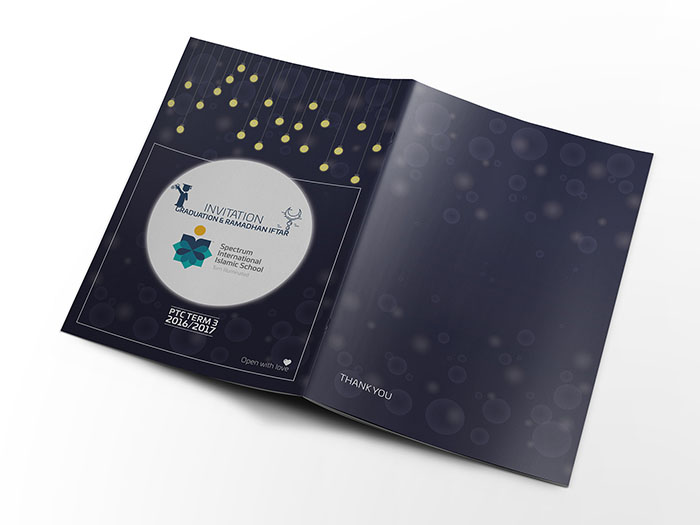 INVITATION
GRADUATION & RAMADHAN IFTAR
Spectrum
International
Islamic School
PTC TERM 3
2016/2017
Open with love
THANK YOU